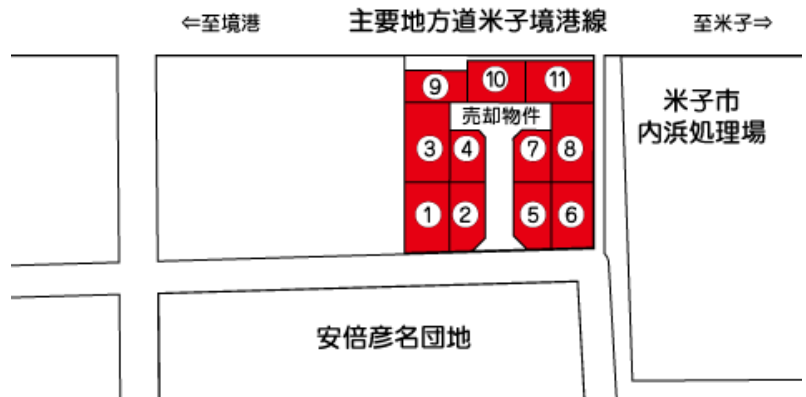 ⇐至境港 主要地方道米子境港線 至米子⇒
⑨ ⑩ ⑪
売却物件
米子市
内浜処理場
③ ④ ⑦ ⑧
① ② ⑤ ⑥
安倍彦名団地